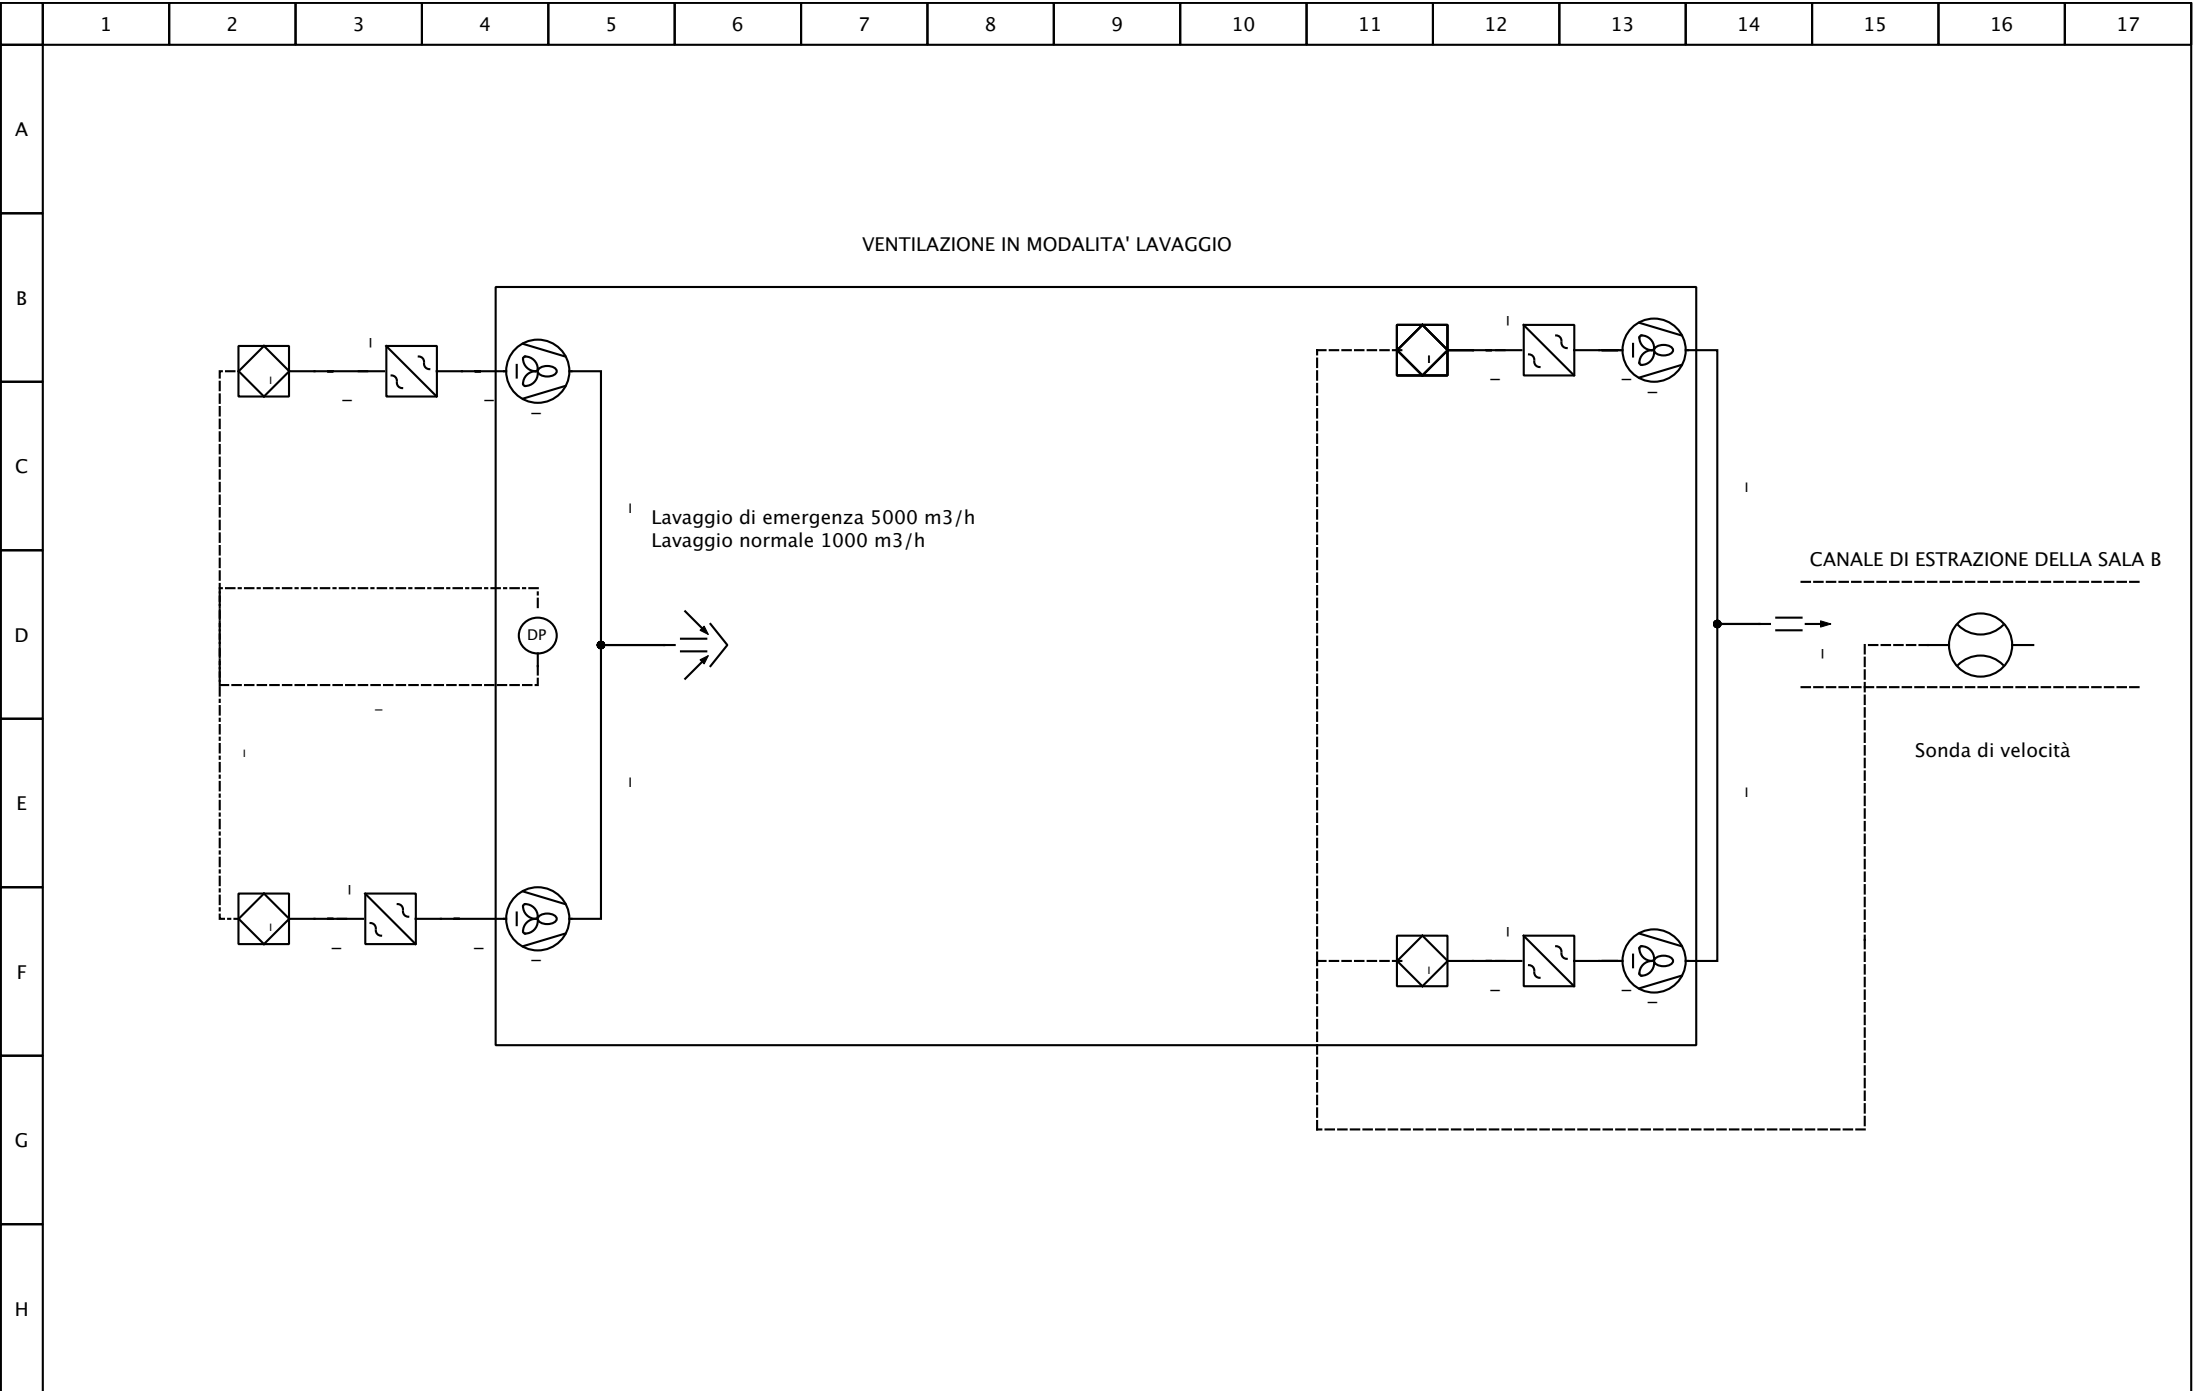 1 2 3 4 5 6 7 8 9 10 11 12 13 14 15 16 17
A
VENTILAZIONE IN MODALITA' LAVAGGIO
B
C
Lavaggio di emergenza 5000 m3/h
Lavaggio normale 1000 m3/h
CANALE DI ESTRAZIONE DELLA SALA B
D
DP
Sonda di velocità
E
F
G
H